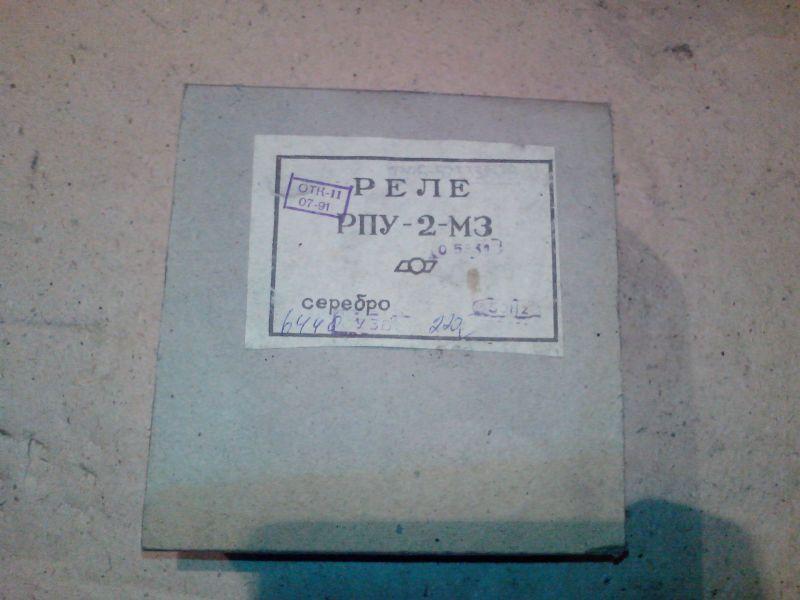 ОТК-11
07-91
РЕЛЕ
РПУ-2-М3
серебро
220